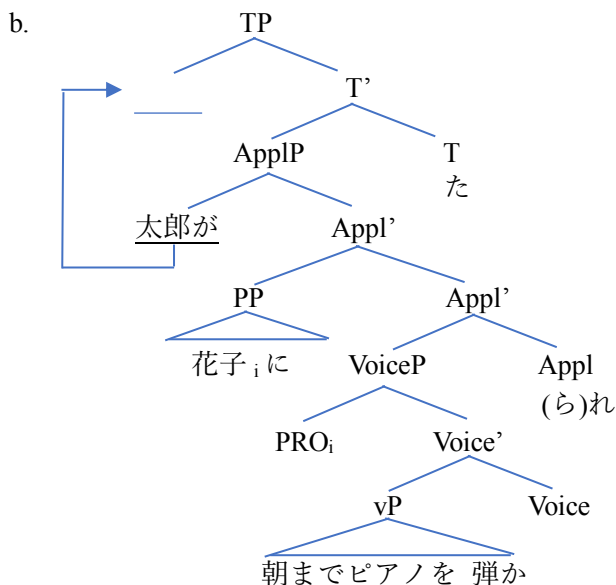 b.
TP
T’
ApplP T
た
太郎が Appl’
PP Appl’
花子 i に VoiceP Appl
(ら)れ
PROi Voice’
vP Voice
朝までピアノを 弾か